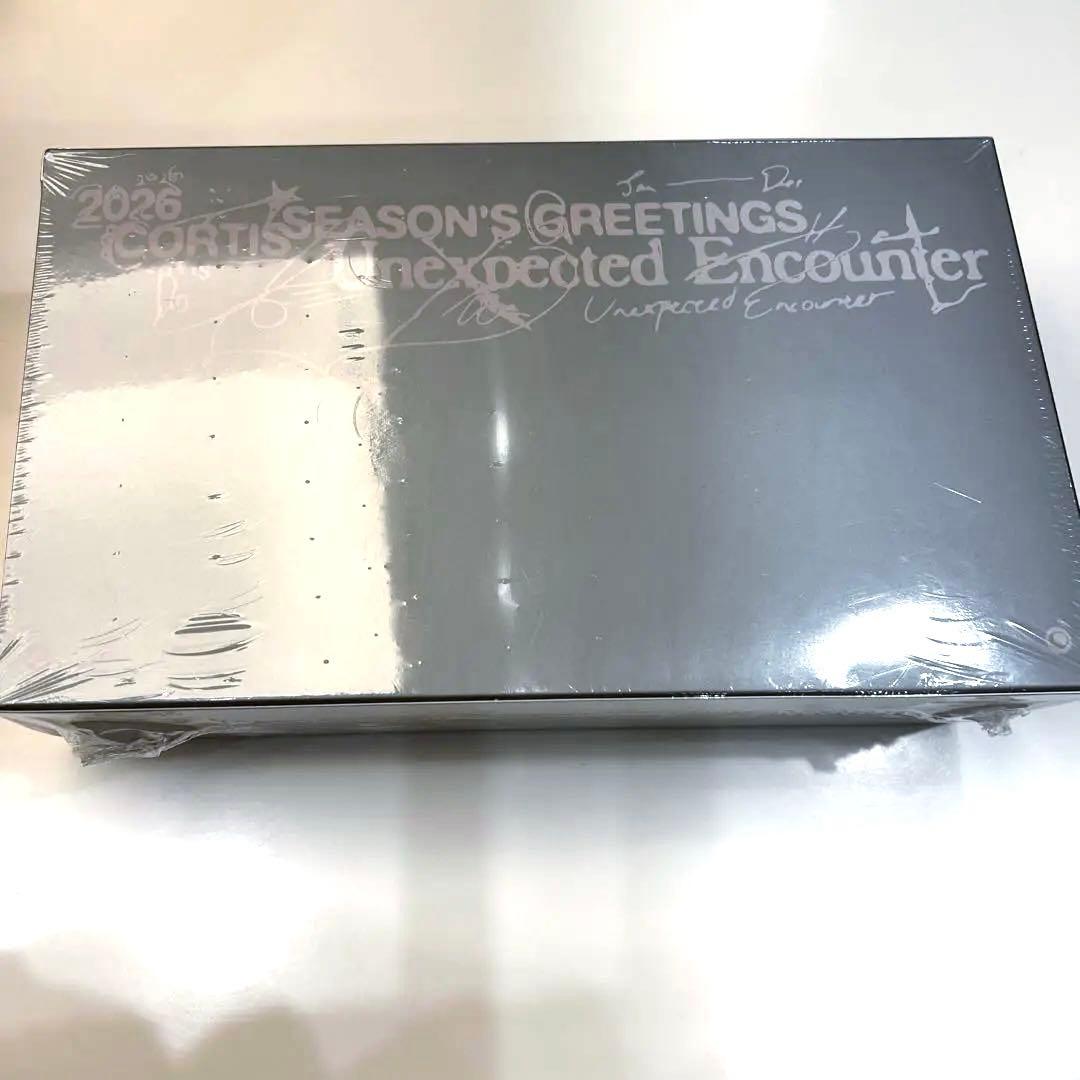 2026
CORTIS
SEASON'S GREETINGS
Unexpected Encounter
Unexpected Encounter